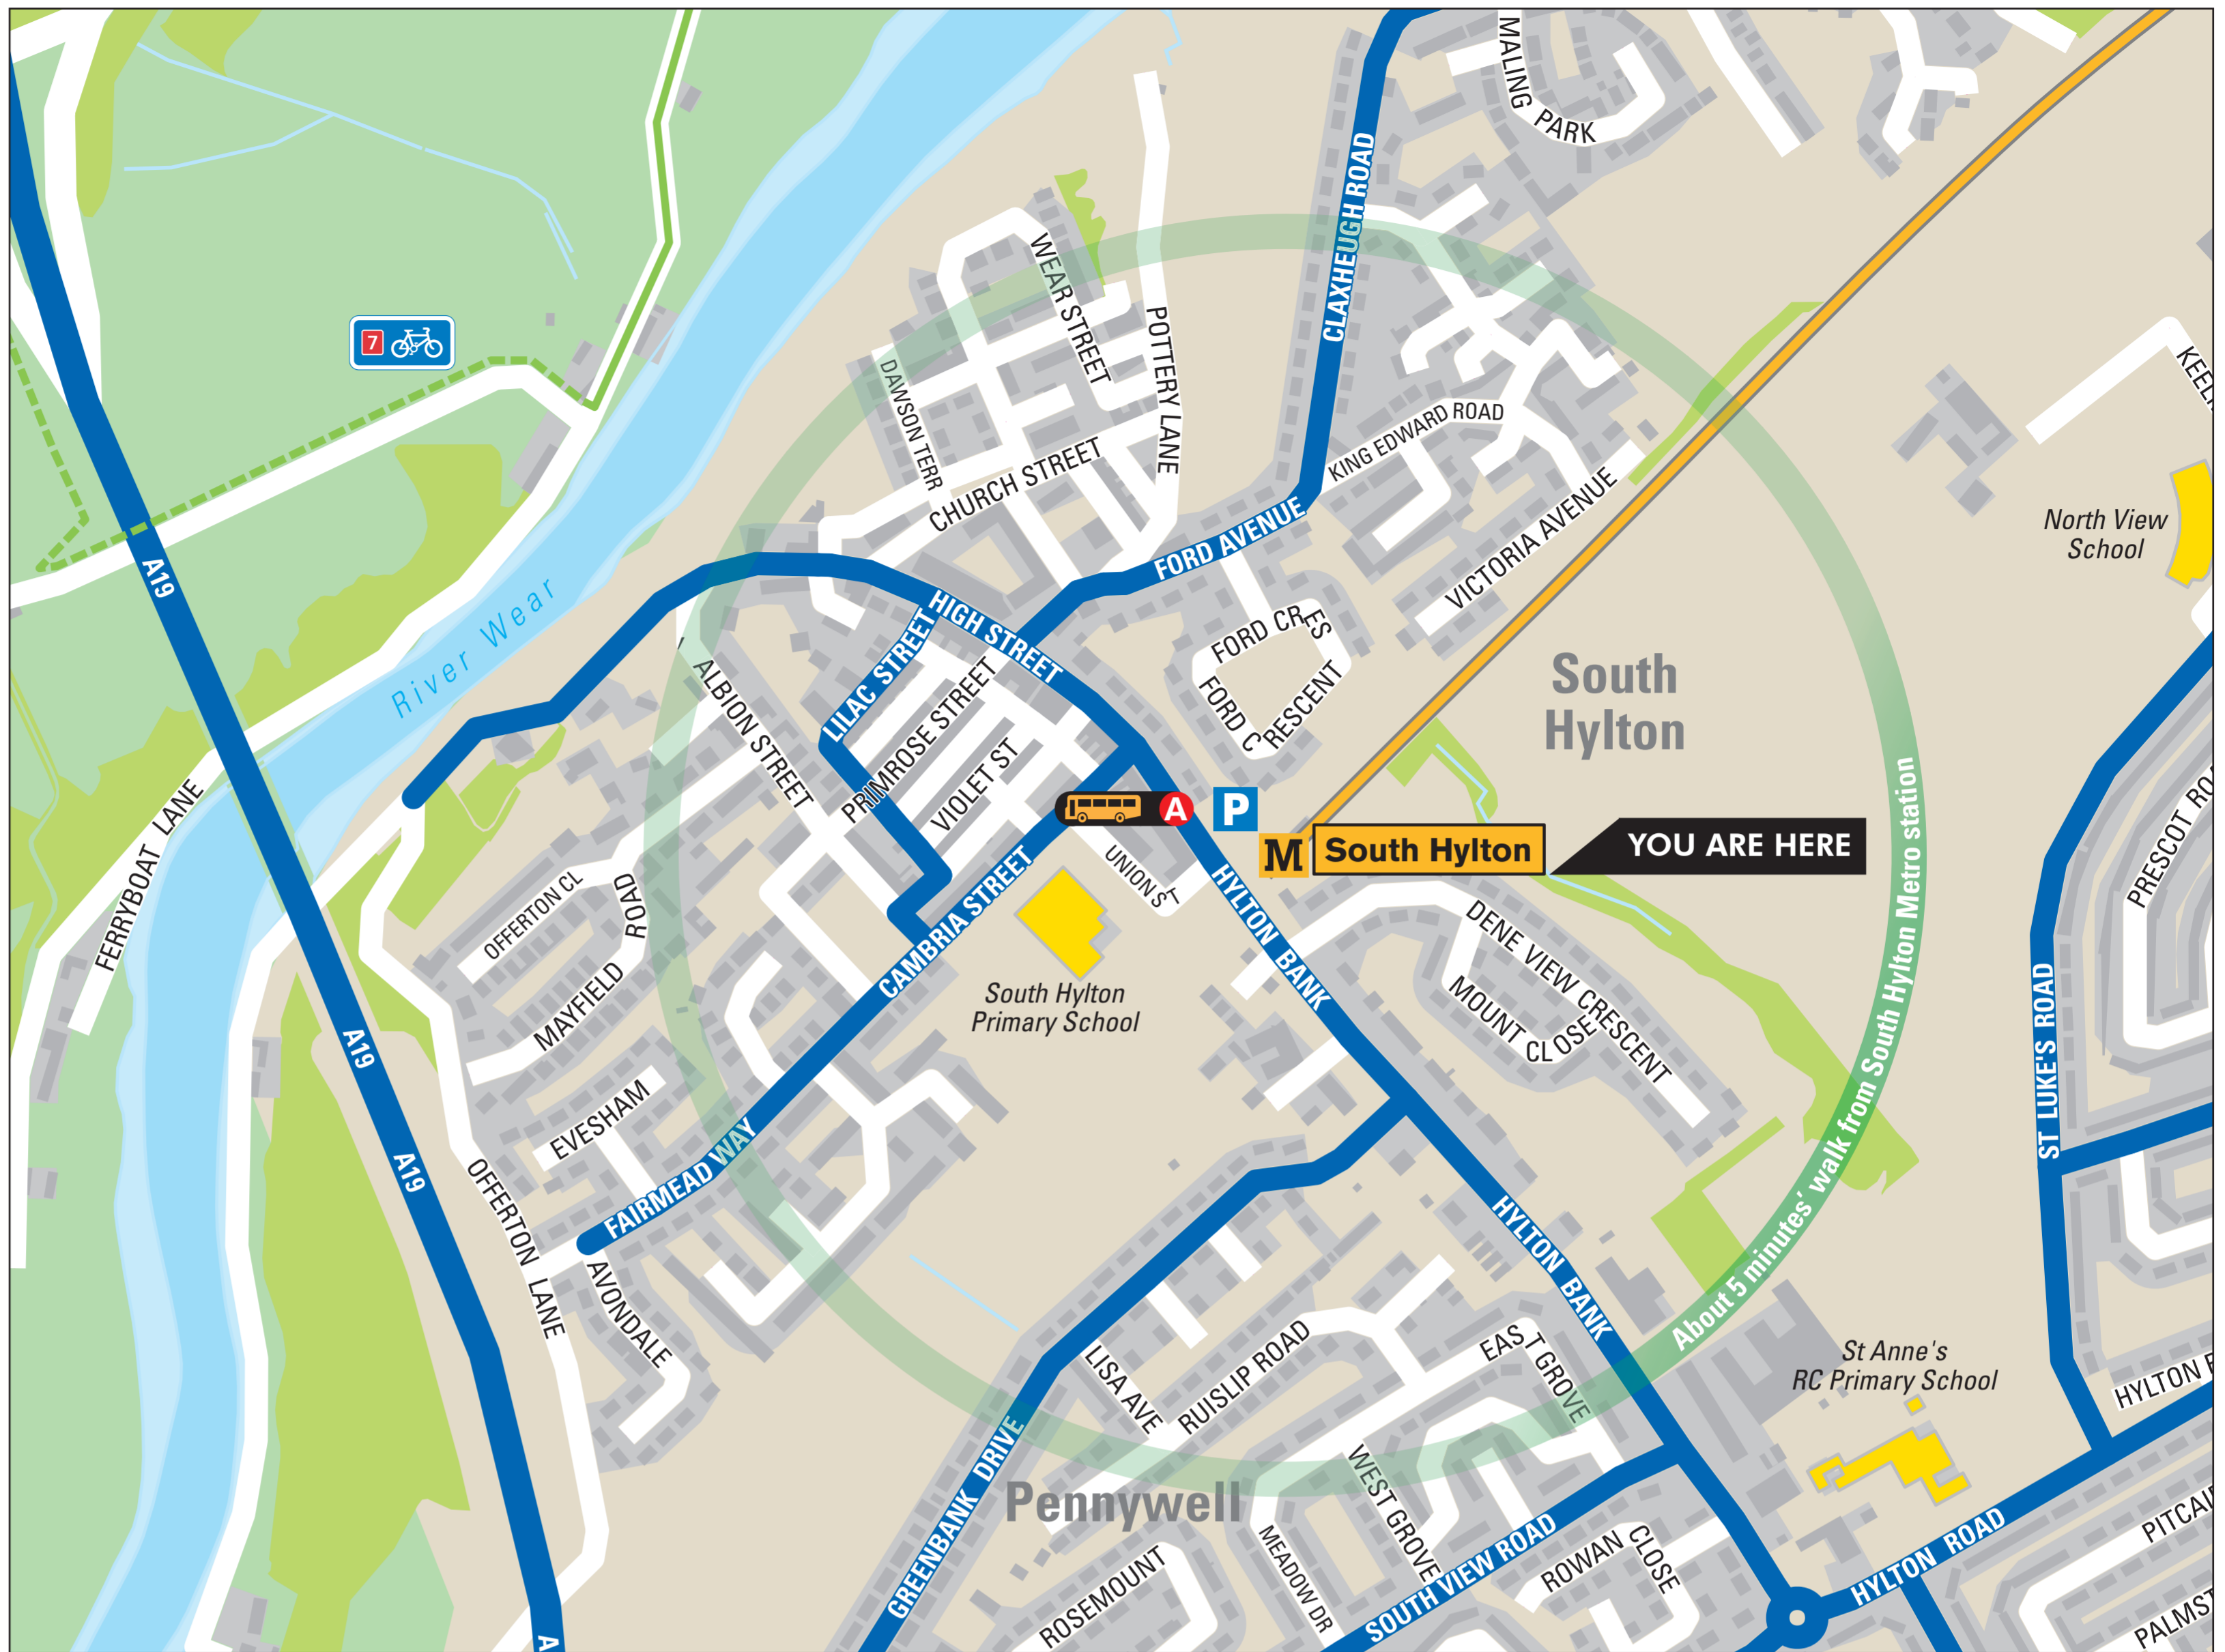 MALING PARK
CLAXHEUGH ROAD
WEAR STREET
POTTERY LANE
DAWSON TERR
CHURCH STREET
KING EDWARD ROAD
VICTORIA AVENUE
FORD AVENUE
7
A19
River Wear
North View
School
HIGH STREET
LILAC STREET
FORD CRES
FORD CRESCENT
ALBION STREET
PRIMROSE STREET
VIOLET ST
South
Hylton
A
P
M
South Hylton
YOU ARE HERE
UNION ST
FERRYBOAT LANE
OFFERTON CL
MAYFIELD ROAD
CAMBRIA STREET
South Hylton
Primary School
HYLTON BANK
DENE VIEW CRESCENT
MOUNT CLOSE
About 5 minutes' walk from South Hylton Metro station
ST LUKE'S ROAD
A19
A19
EVESHAM
FAIRMEAD WAY
OFFERTON LANE
AVONDALE
HYLTON BANK
LISA AVE
RUISLIP ROAD
EAST GROVE
St Anne's
RC Primary School
GREENBANK DRIVE
Pennywell
WEST GROVE
MEADOW DR
ROSEMOUNT
SOUTH VIEW ROAD
ROWAN CLOSE
HYLTON ROAD
HYLTON
A